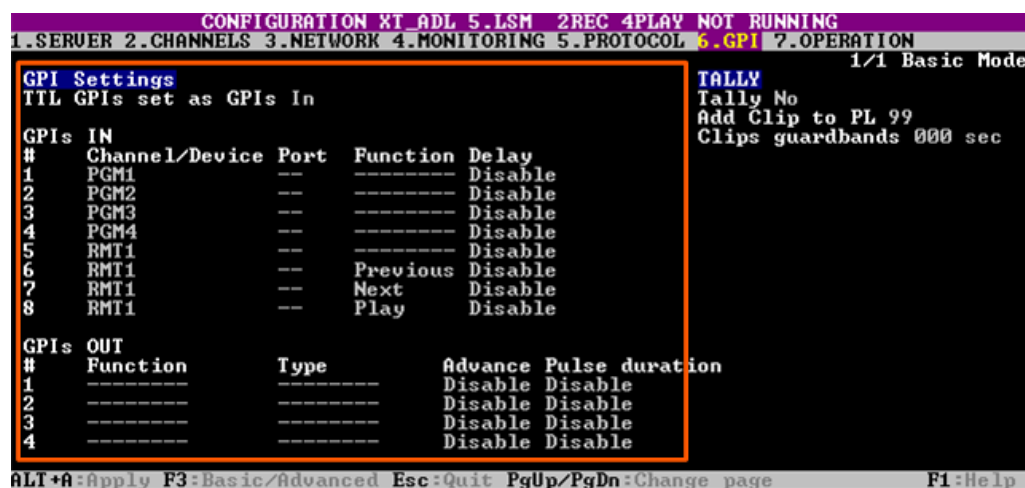 CONFIGURATION XT_ADL 5.LSM 2REC 4PLAY NOT RUNNING
1.SERVER 2.CHANNELS 3.NETWORK 4.MONITORING 5.PROTOCOL 6.GPI 7.OPERATION
1/1 Basic Mode
GPI Settings
TTL GPIs set as GPIs In
GPIs IN
# Channel/Device Port Function Delay
1 PGM1 -- -------- Disable
2 PGM2 -- -------- Disable
3 PGM3 -- -------- Disable
4 PGM4 -- -------- Disable
5 RMT1 -- -------- Disable
6 RMT1 -- Previous Disable
7 RMT1 -- Next Disable
8 RMT1 -- Play Disable
GPIs OUT
# Function Type Advance Pulse duration
1 -------- -------- Disable Disable
2 -------- -------- Disable Disable
3 -------- -------- Disable Disable
4 -------- -------- Disable Disable
TALLY
Tally No
Add Clip to PL 99
Clips guardbands 000 sec
ALT+A:Apply F3:Basic/Advanced Esc:Quit PgUp/PgDn:Change page F1:Help